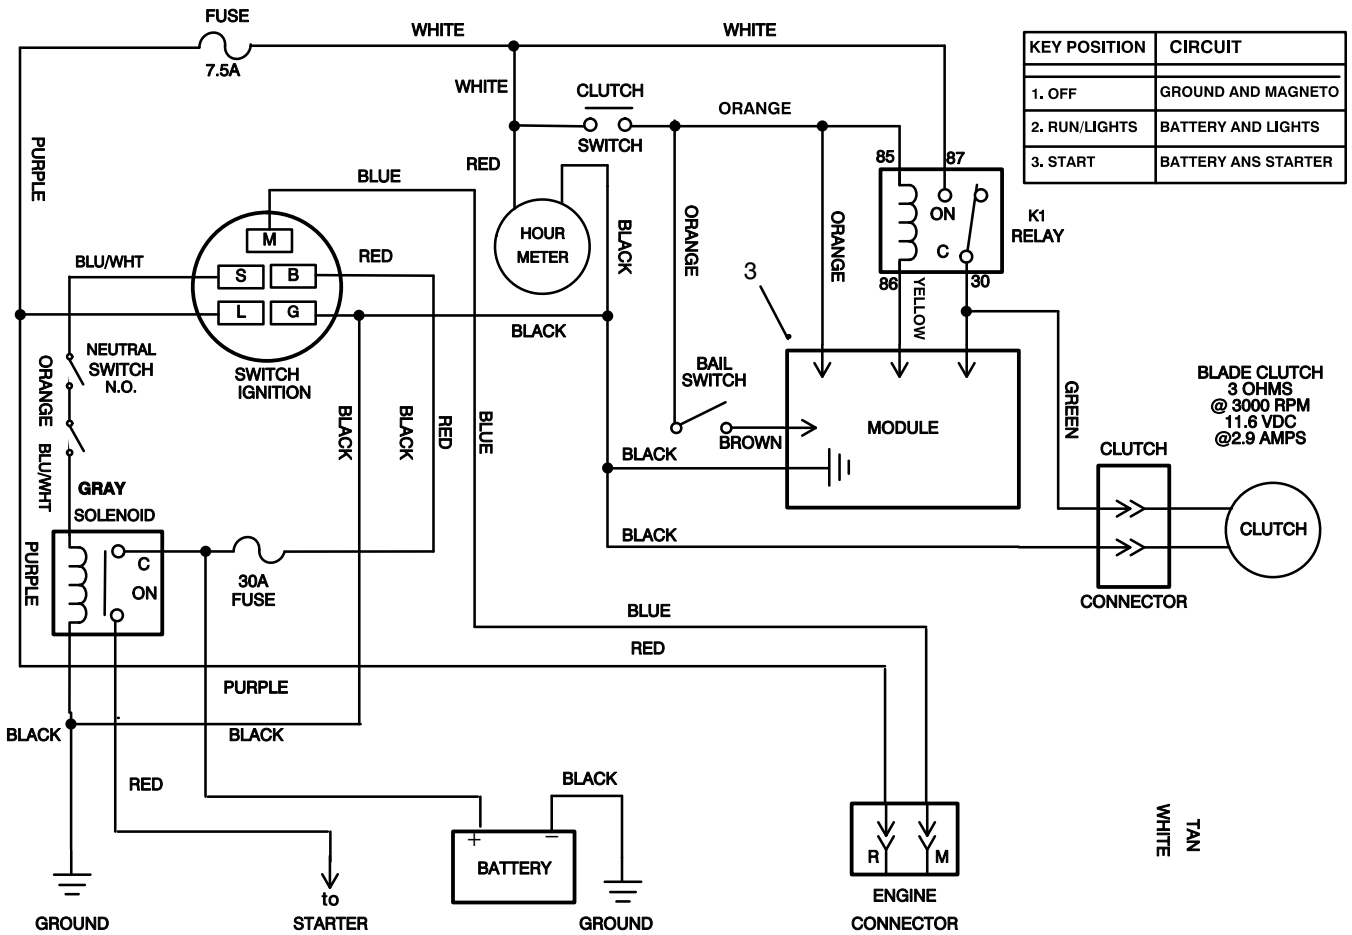 FUSE
7.5A
WHITE
WHITE
WHITE
CLUTCH
SWITCH
ORANGE
KEY POSITION CIRCUIT
1. OFF GROUND AND MAGNETO
2. RUN/LIGHTS BATTERY AND LIGHTS
3. START BATTERY ANS STARTER
PURPLE
RED
BLUE
85
87
ON
C
K1
RELAY
86
30
M
S
B
L
G
BLU/WHT
RED
HOUR
METER
BLACK
ORANGE
ORANGE
3
YELLOW
BLACK
NEUTRAL
SWITCH
N.O.
SWITCH
IGNITION
ORANGE
BLU/WHT
BLACK
BLACK
RED
BLUE
BAIL
SWITCH
BROWN
MODULE
GREEN
BLADE CLUTCH
3 OHMS
@ 3000 RPM
11.6 VDC
@2.9 AMPS
BLACK
CLUTCH
CONNECTOR
CLUTCH
GRAY
SOLENOID
C
ON
30A
FUSE
PURPLE
BLACK
BLUE
RED
PURPLE
BLACK
BLACK
RED
BLACK
+
−
BATTERY
to
STARTER
GROUND
GROUND
R
M
ENGINE
CONNECTOR
TAN
WHITE